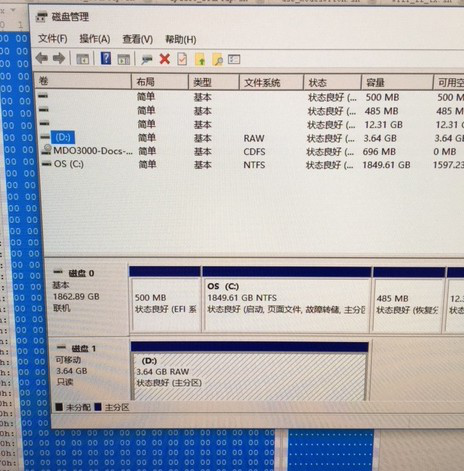 磁盘管理
文件(F) 操作(A) 查看(V) 帮助(H)
卷 布局 类型 文件系统 状态 容量 可用空
简单 基本 状态良好 (... 500 MB 500 M
简单 基本 状态良好 (... 485 MB 485 M
简单 基本 状态良好 (... 12.31 GB 12.31
(D:) 简单 基本 RAW 状态良好 (... 3.64 GB 3.64 G
MDO3000-Docs-... 简单 基本 CDFS 状态良好 (... 696 MB 0 MB
OS (C:) 简单 基本 NTFS 状态良好 (... 1849.61 GB 1597.2
磁盘 0
基本
1862.89 GB
联机
500 MB
状态良好 (EFI 系
OS (C:)
1849.61 GB NTFS
状态良好 (启动, 页面文件, 故障转储, 主分区
485 MB
状态良好 (恢复分
12.3
状态
磁盘 1
可移动
3.64 GB
只读
(D:)
3.64 GB RAW
状态良好 (主分区)
未分配 主分区